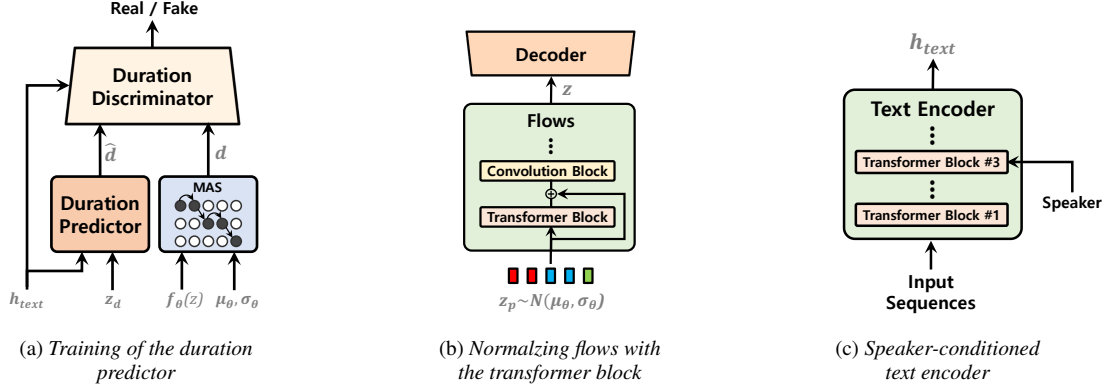 Real / Fake
Duration
Discriminator
d̂
d
Duration
Predictor
MAS
h_text
z_d
f_θ(z)
μ_θ, σ_θ
(a) Training of the duration
predictor
Decoder
z
Flows
Convolution Block
Transformer Block
z_p~N(μ_θ, σ_θ)
(b) Normalzing flows with
the transformer block
h_text
Text Encoder
Transformer Block #3
Transformer Block #1
Speaker
Input
Sequences
(c) Speaker-conditioned
text encoder